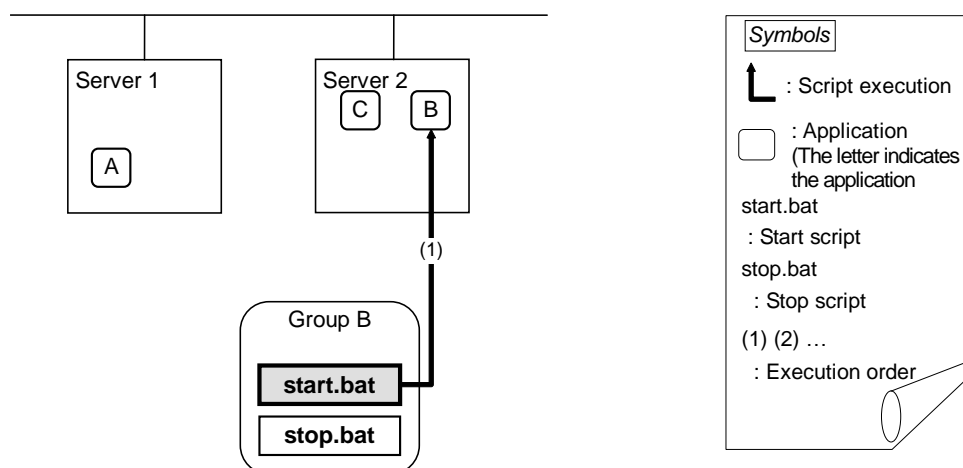 Server 1
A
Server 2
C
B
(1)
Group B
start.bat
stop.bat
Symbols
: Script execution
: Application
(The letter indicates
the application
start.bat
: Start script
stop.bat
: Stop script
(1) (2) …
: Execution order